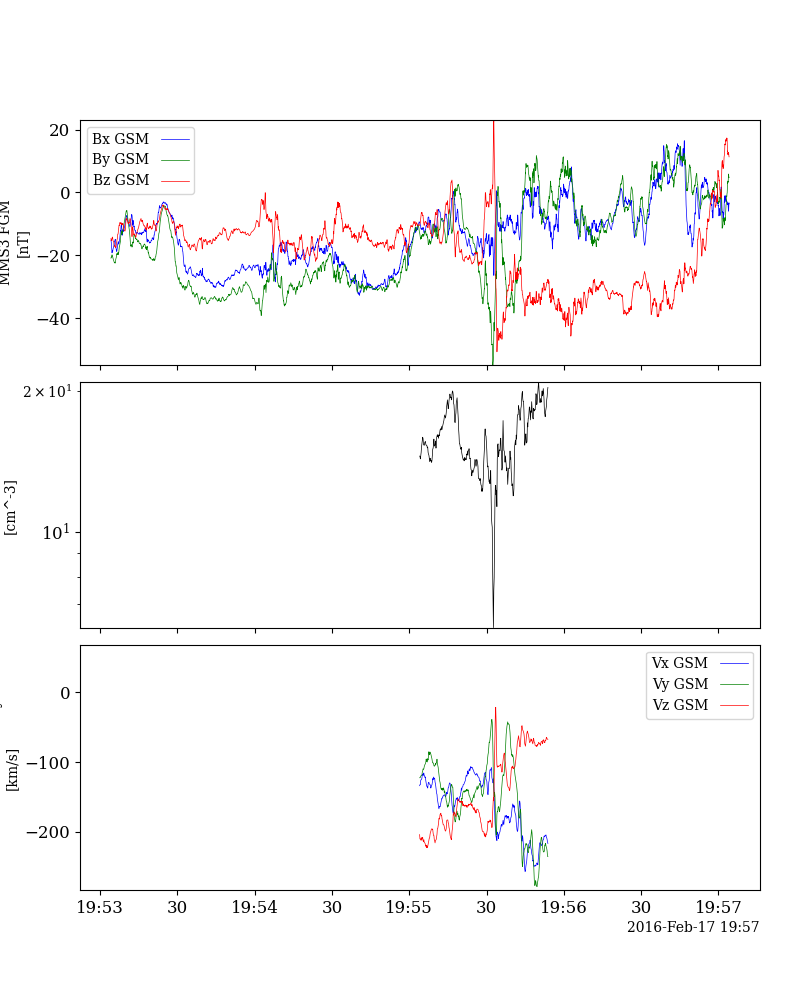 20
0
−20
−40
MMS3 FGM
[nT]
Bx GSM
By GSM
Bz GSM
2 × 10¹
10¹
[cm^-3]
0
−100
−200
[km/s]
Vx GSM
Vy GSM
Vz GSM
19:53 30 19:54 30 19:55 30 19:56 30 19:57
2016-Feb-17 19:57